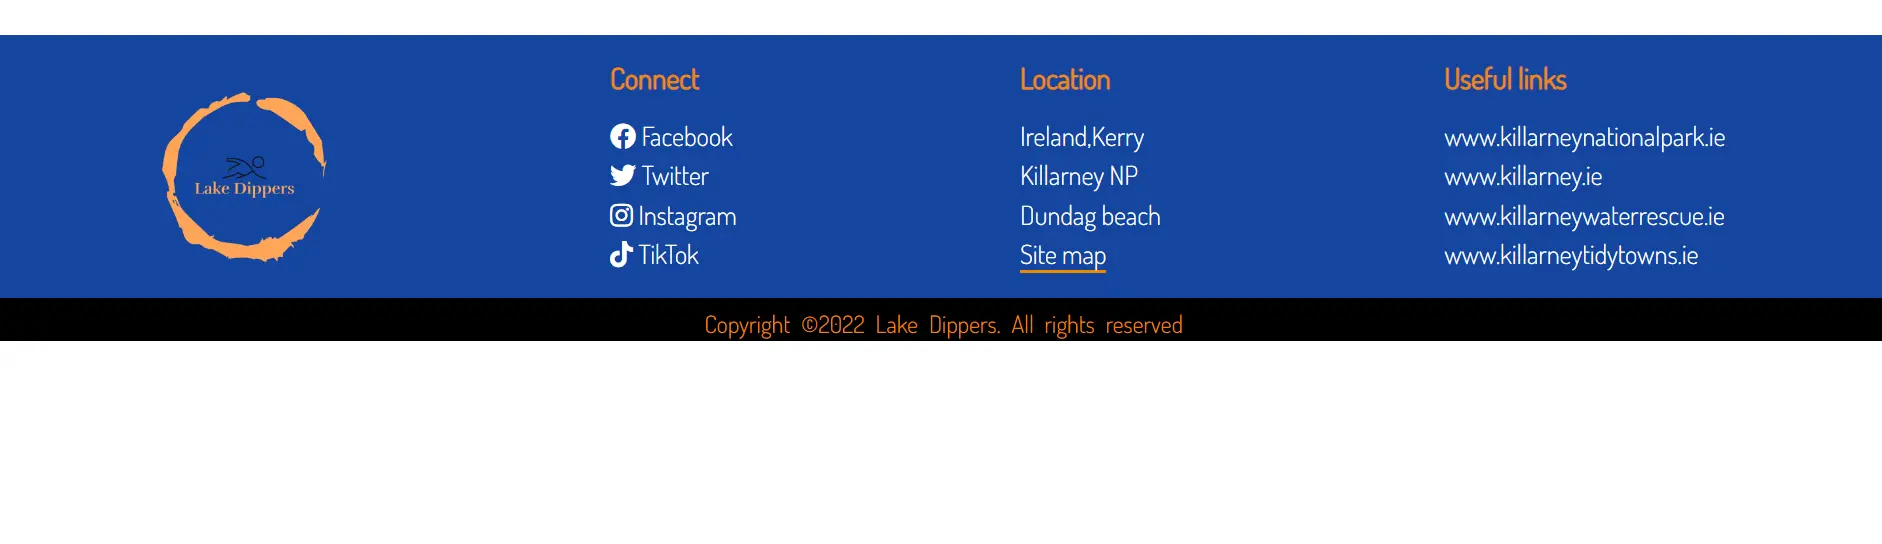 Lake Dippers
Connect
Facebook
Twitter
Instagram
TikTok
Location
Ireland,Kerry
Killarney NP
Dundag beach
Site map
Useful links
www.killarneynationalpark.ie
www.killarney.ie
www.killarneywaterrescue.ie
www.killarneytidytowns.ie
Copyright ©2022 Lake Dippers. All rights reserved